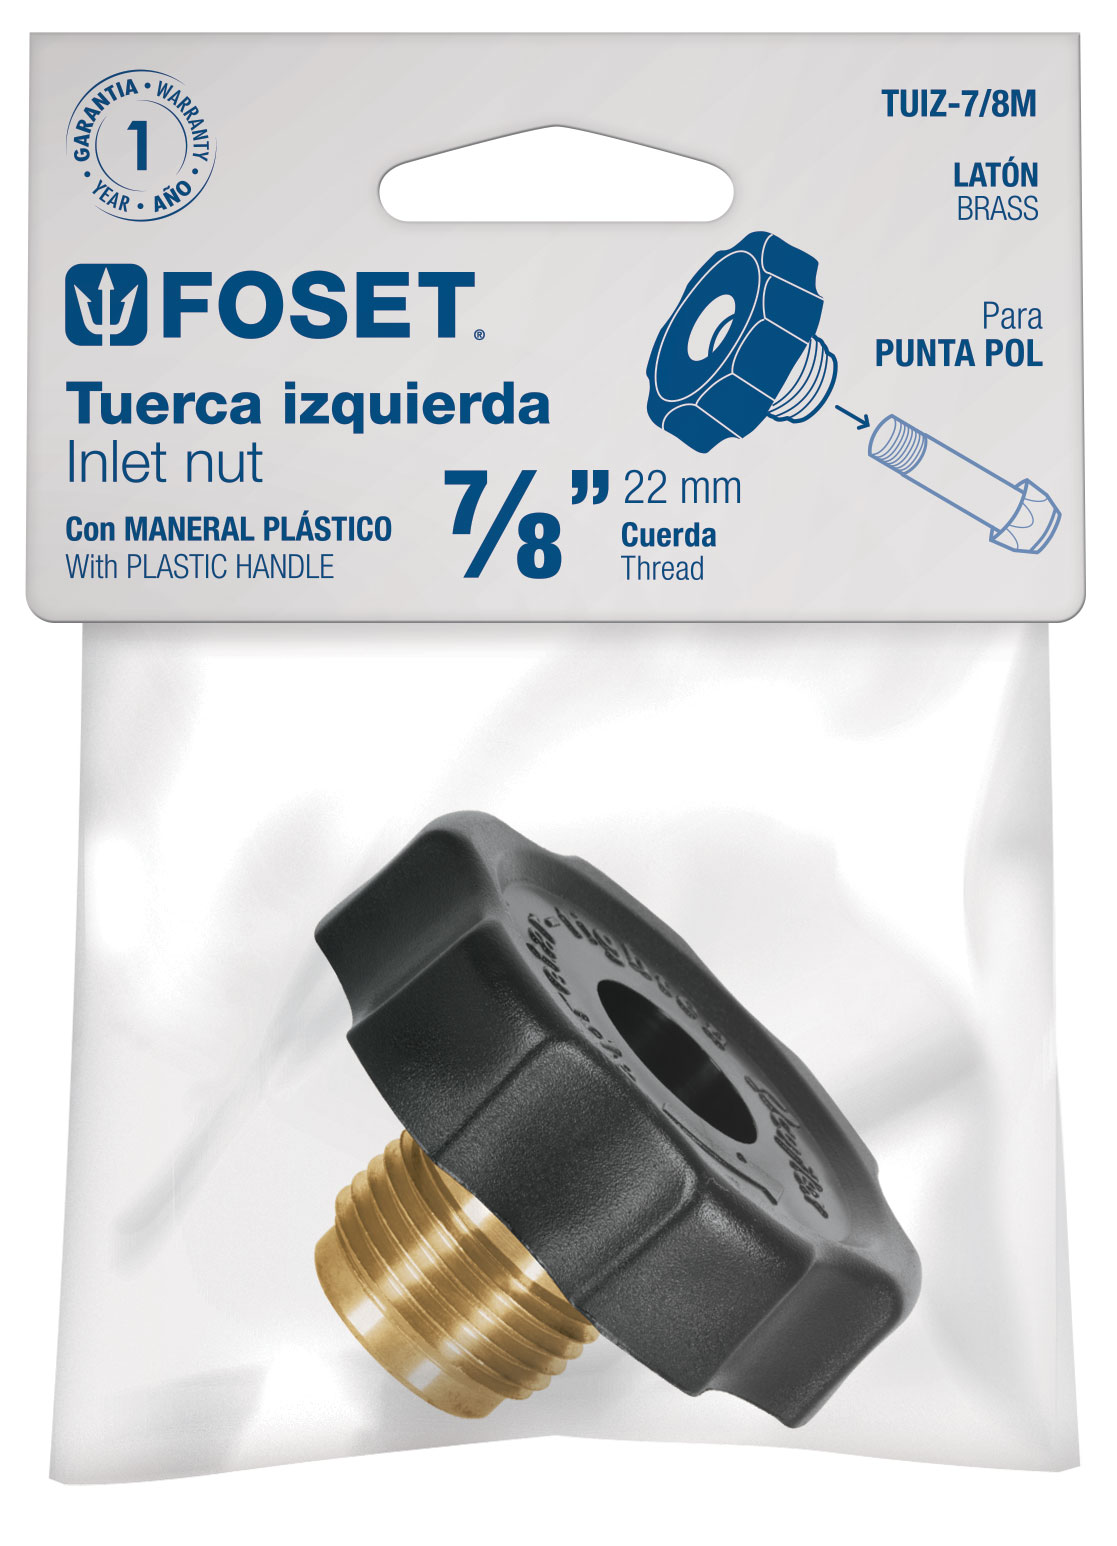 GARANTIA • WARRANTY
1
YEAR • AÑO
TUIZ-7/8M
LATÓN
BRASS
Para
PUNTA POL
FOSET®
Tuerca izquierda
Inlet nut
Con MANERAL PLÁSTICO
With PLASTIC HANDLE
7/8”
22 mm
Cuerda
Thread
tighten